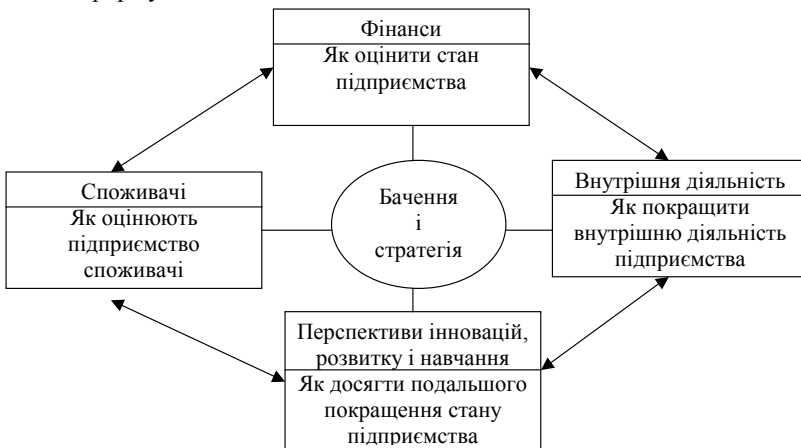 Фінанси
Як оцінити стан
підприємства
Споживачі
Як оцінюють
підприємство
споживачі
Бачення
і
стратегія
Внутрішня діяльність
Як покращити
внутрішню діяльність
підприємства
Перспективи інновацій,
розвитку і навчання
Як досягти подальшого
покращення стану
підприємства